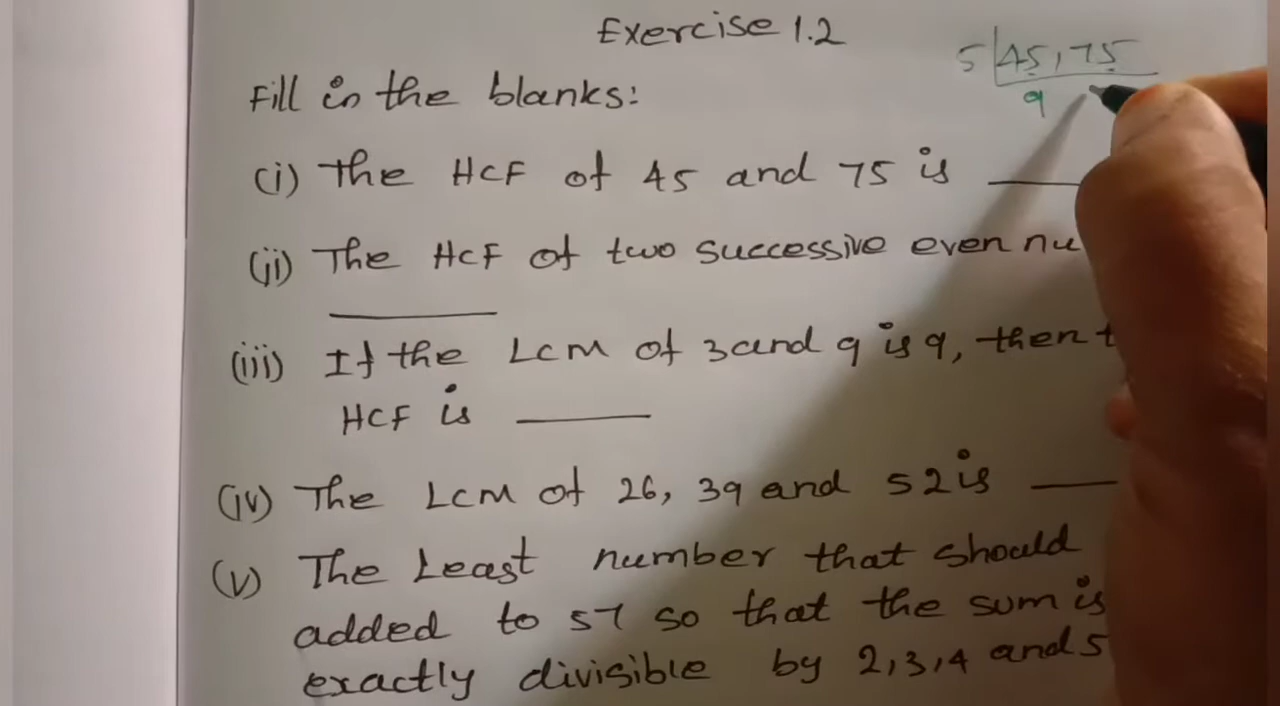 Exercise 1.2
5 45, 75
9
Fill in the blanks:
(i) The HCF of 45 and 75 is
(ii) The HCF of two successive even nu
(iii) If the LCM of 3 and 9 is 9, then t
HCF is
(iv) The LCM of 26, 39 and 52 is
(v) The Least number that should
added to 57 so that the sum is
exactly divisible by 2, 3, 4 and 5